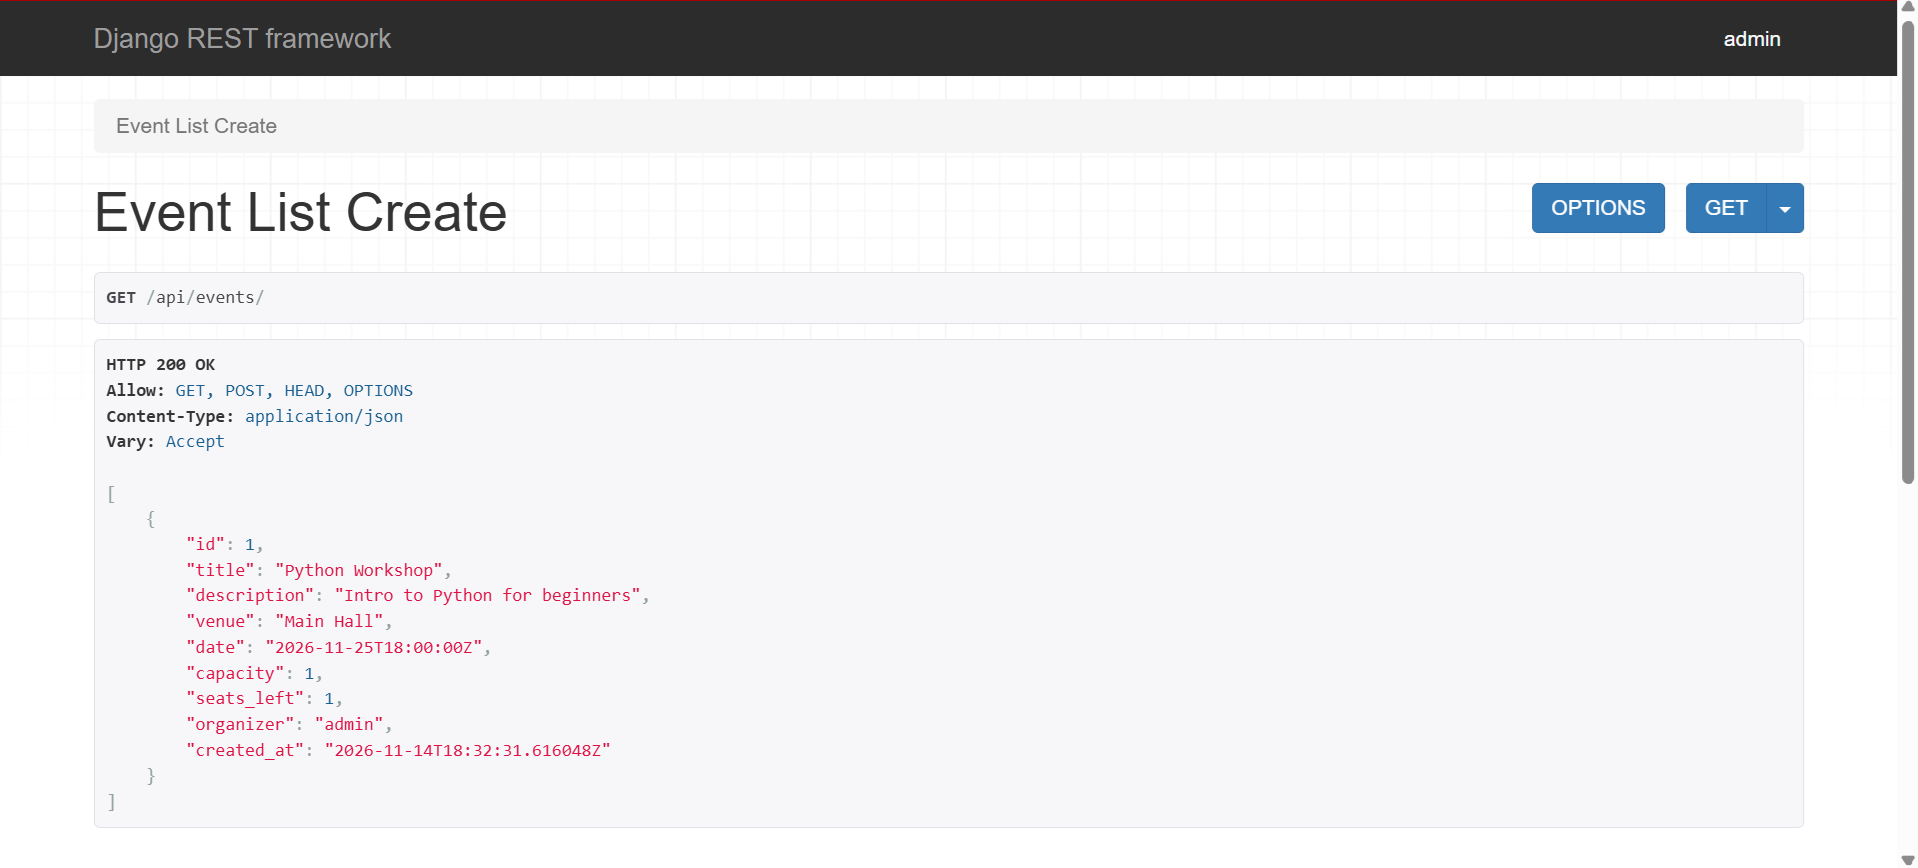 Django REST framework
admin
Event List Create
Event List Create
OPTIONS
GET
GET /api/events/
HTTP 200 OK
Allow: GET, POST, HEAD, OPTIONS
Content-Type: application/json
Vary: Accept
[
    {
        "id": 1,
        "title": "Python Workshop",
        "description": "Intro to Python for beginners",
        "venue": "Main Hall",
        "date": "2026-11-25T18:00:00Z",
        "capacity": 1,
        "seats_left": 1,
        "organizer": "admin",
        "created_at": "2026-11-14T18:32:31.616048Z"
    }
]